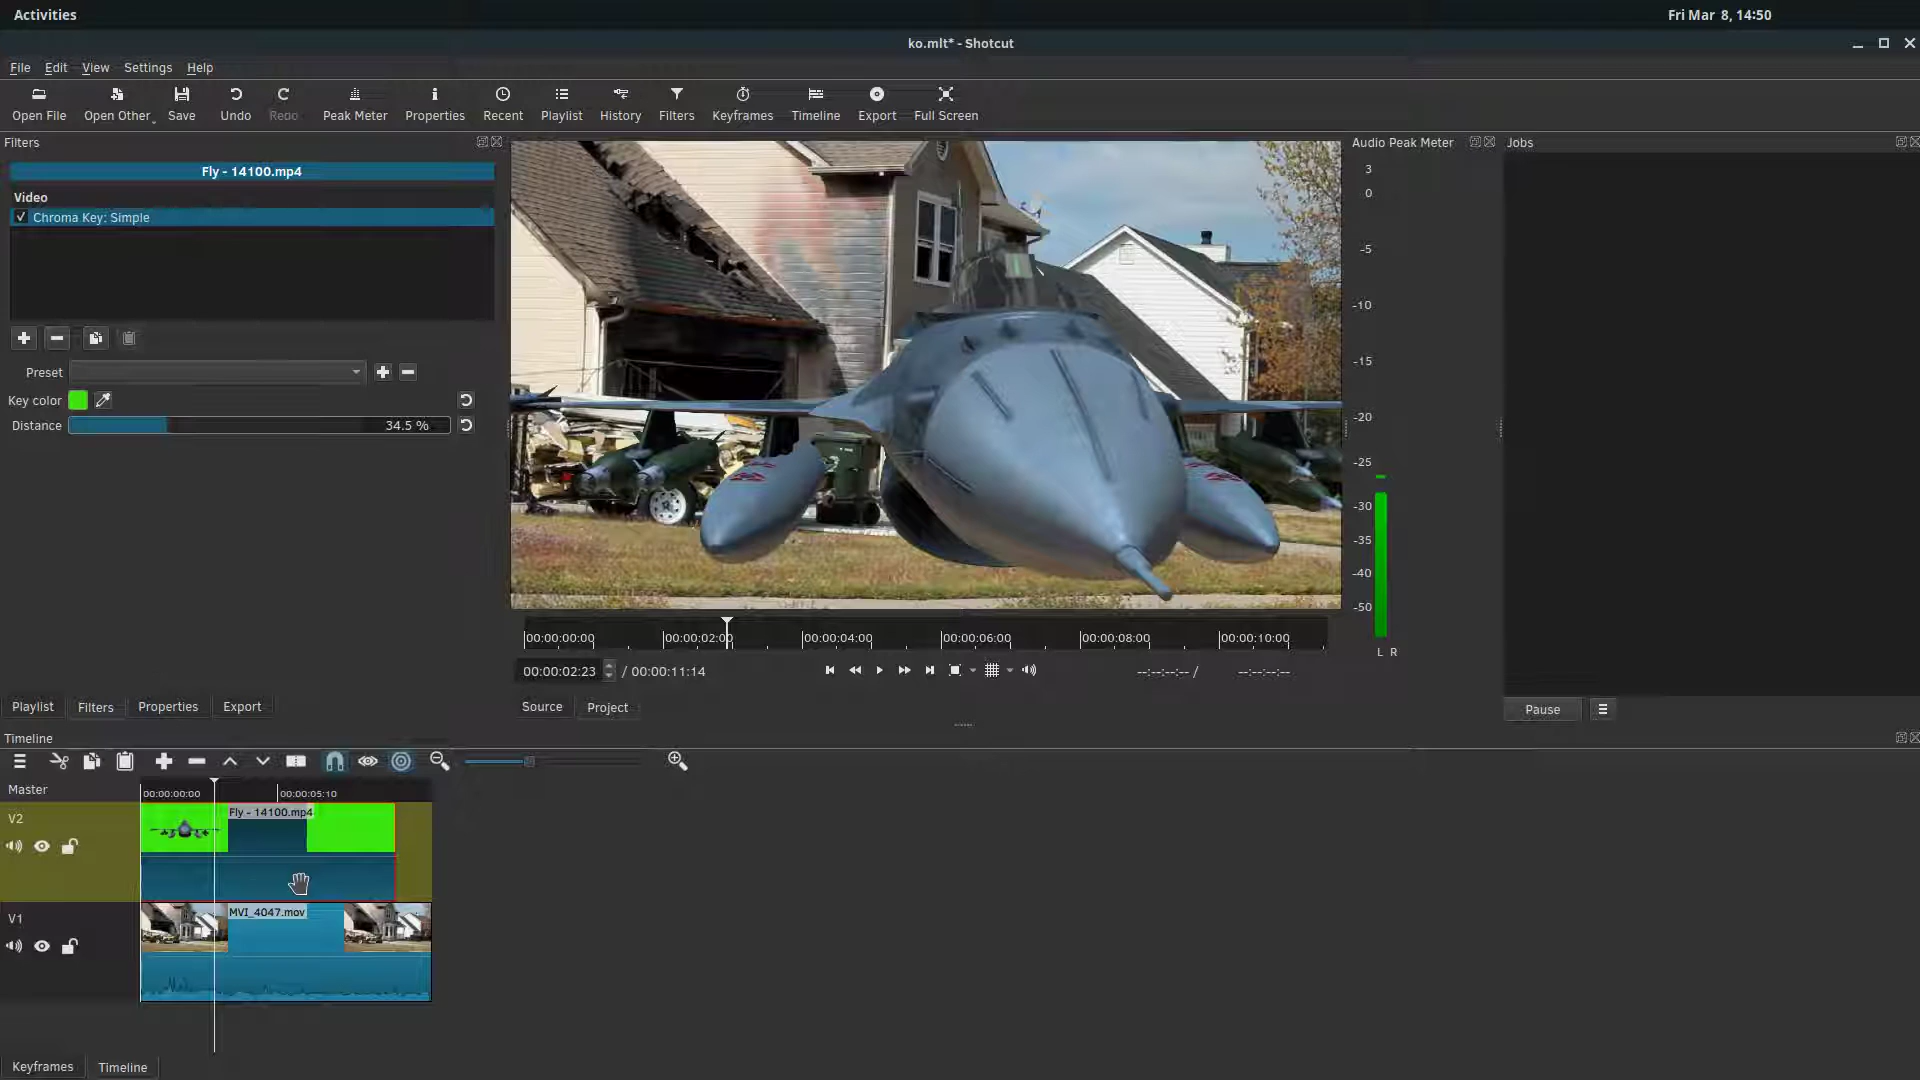 Activities
Fri Mar 8, 14:50
ko.mlt* - Shotcut
File Edit View Settings Help
Open File Open Other Save Undo Redo Peak Meter Properties Recent Playlist History Filters Keyframes Timeline Export Full Screen
Filters
Audio Peak Meter
Jobs
Fly - 14100.mp4
Video
Chroma Key: Simple
Preset
Key color
Distance 34.5 %
3
0
-5
-10
-15
-20
-25
-30
-35
-40
-50
L R
00:00:00:00 00:00:02:00 00:00:04:00 00:00:06:00 00:00:08:00 00:00:10:00
00:00:02:23 / 00:00:11:14 --:--:--:-- / --:--:--:--
Playlist Filters Properties Export
Source Project
Pause
Timeline
Master
00:00:00:00 00:00:05:10
V2
Fly - 14100.mp4
V1
MVI_4047.mov
Keyframes Timeline